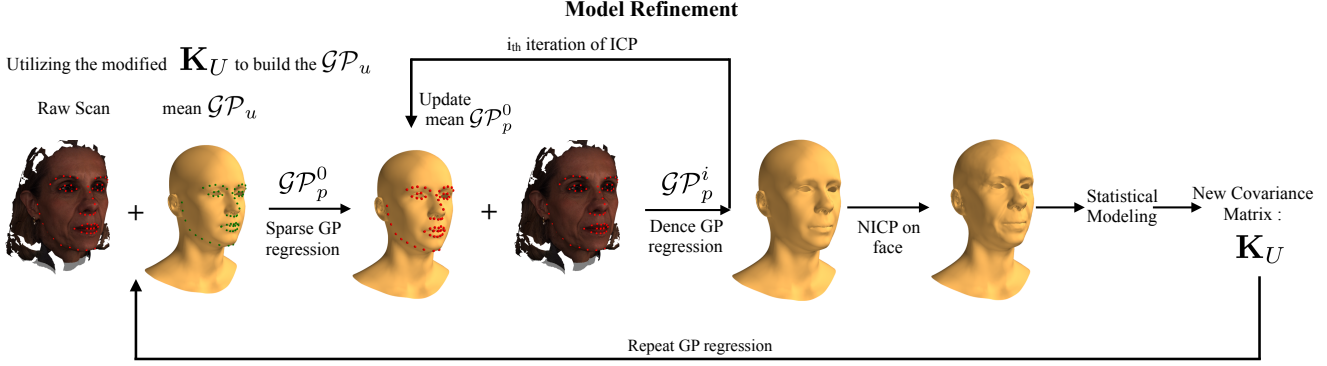 Model Refinement
i_th iteration of ICP
Utilizing the modified K_U to build the 𝒢𝒫_u
Raw Scan
mean 𝒢𝒫_u
Update
mean 𝒢𝒫_p^0
+
𝒢𝒫_p^0
Sparse GP
regression
+
𝒢𝒫_p^i
Dence GP
regression
NICP on
face
Statistical
Modeling
New Covariance
Matrix :
K_U
Repeat GP regression